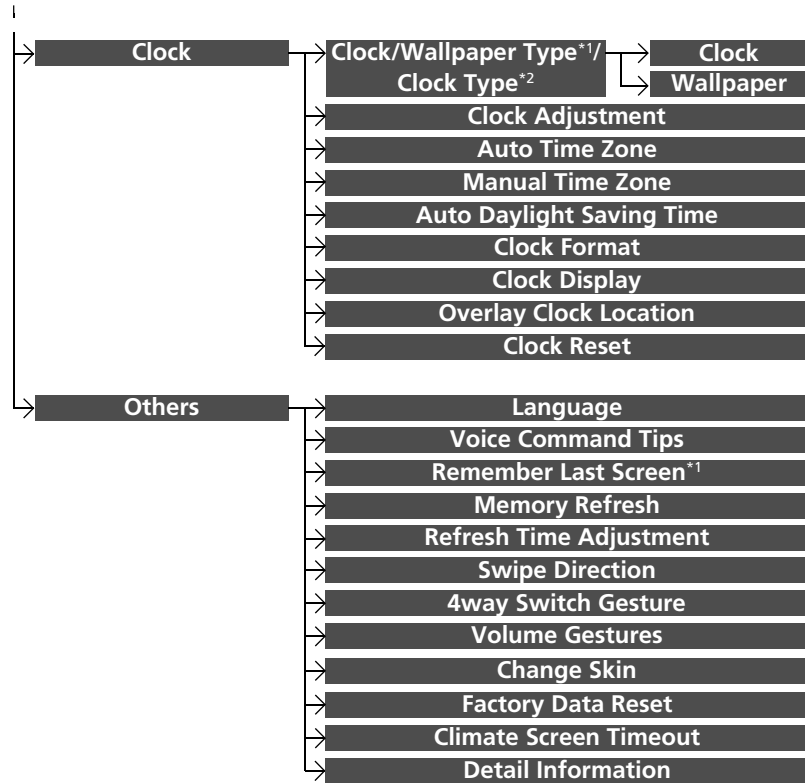 Clock
Clock/Wallpaper Type*1/
Clock Type*2
Clock
Wallpaper
Clock Adjustment
Auto Time Zone
Manual Time Zone
Auto Daylight Saving Time
Clock Format
Clock Display
Overlay Clock Location
Clock Reset
Others
Language
Voice Command Tips
Remember Last Screen*1
Memory Refresh
Refresh Time Adjustment
Swipe Direction
4way Switch Gesture
Volume Gestures
Change Skin
Factory Data Reset
Climate Screen Timeout
Detail Information